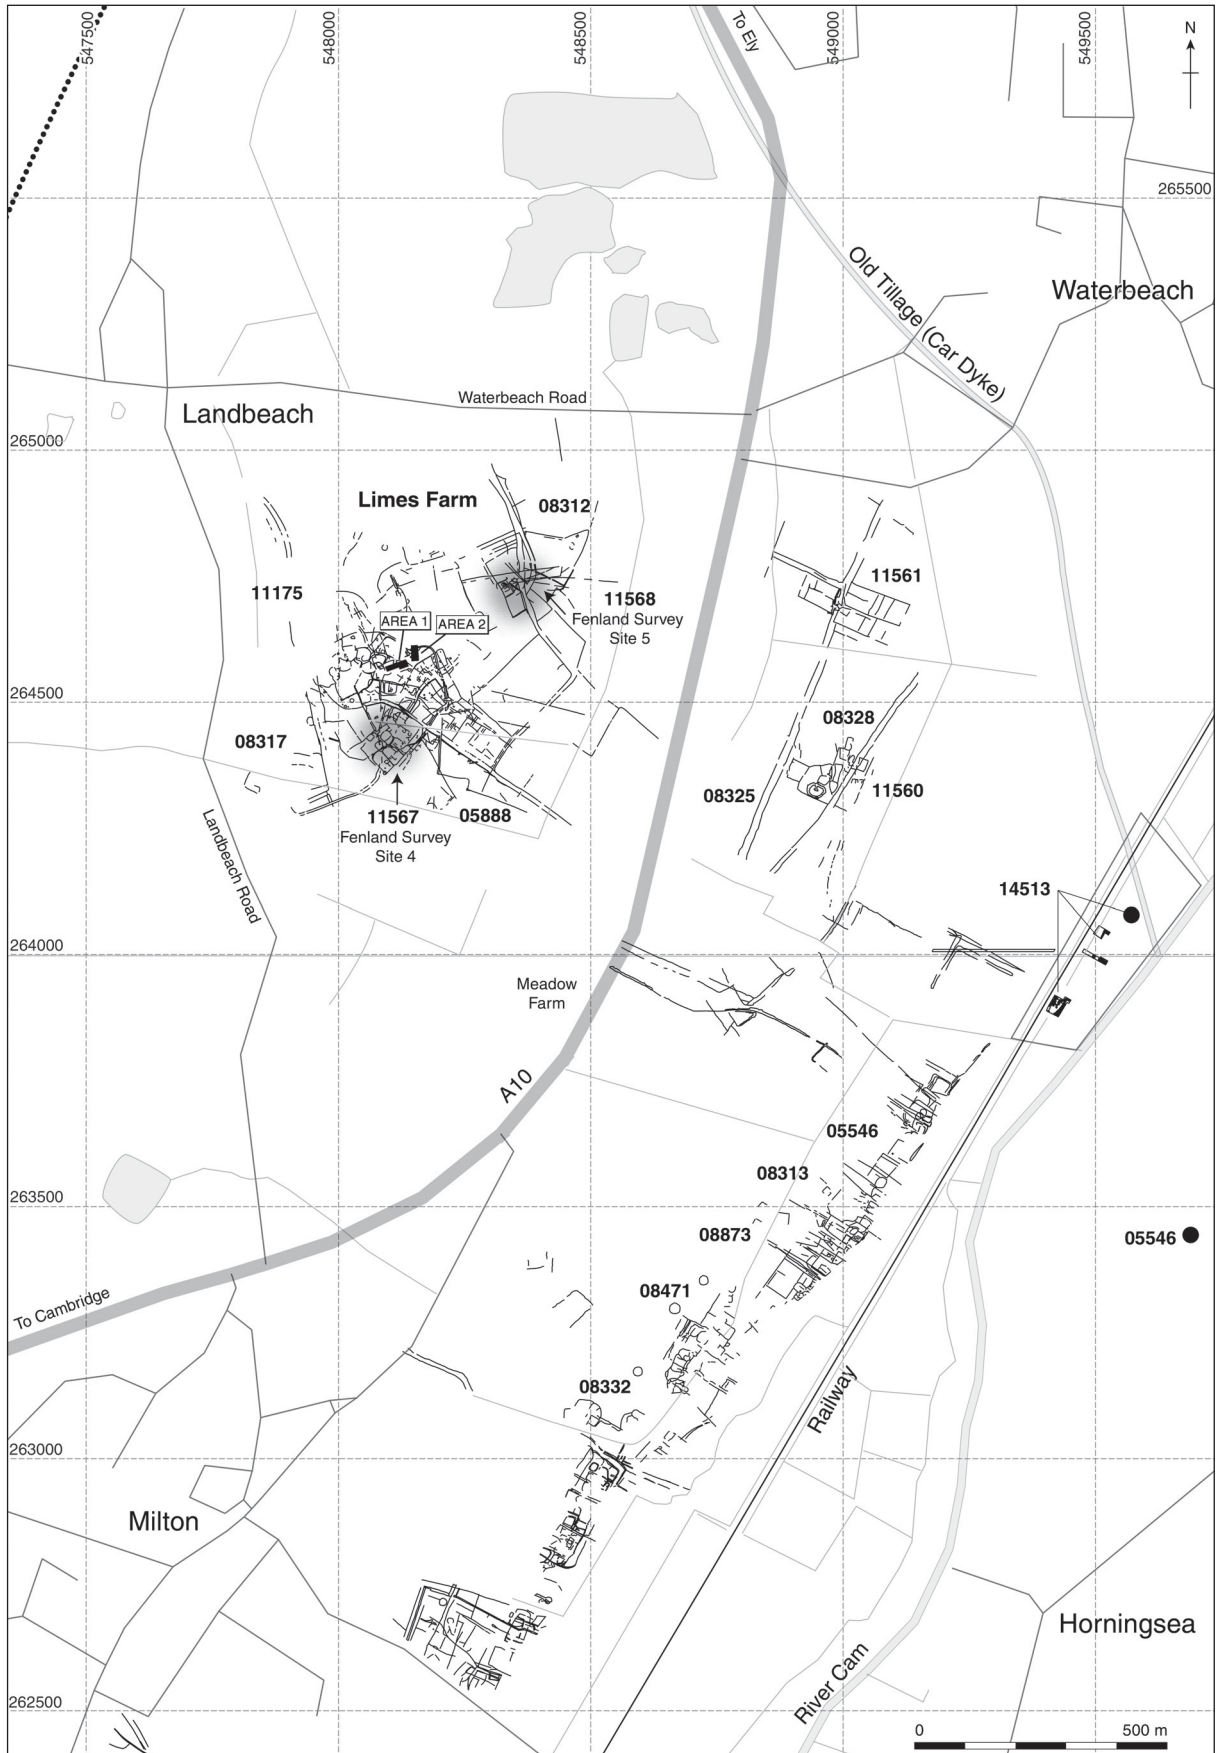 547500
548000
548500
To Ely
549000
549500
N
265500
Old Tillage (Car Dyke)
Waterbeach
Waterbeach Road
Landbeach
265000
Limes Farm
08312
11561
11175
11568
Fenland Survey
Site 5
AREA 1
AREA 2
264500
08328
08317
08325
11560
11567
Fenland Survey
Site 4
05888
Landbeach Road
14513
264000
Meadow
Farm
A10
05546
08313
263500
08873
05546
08471
To Cambridge
08332
Railway
263000
Milton
Horningsea
River Cam
262500
0
500 m